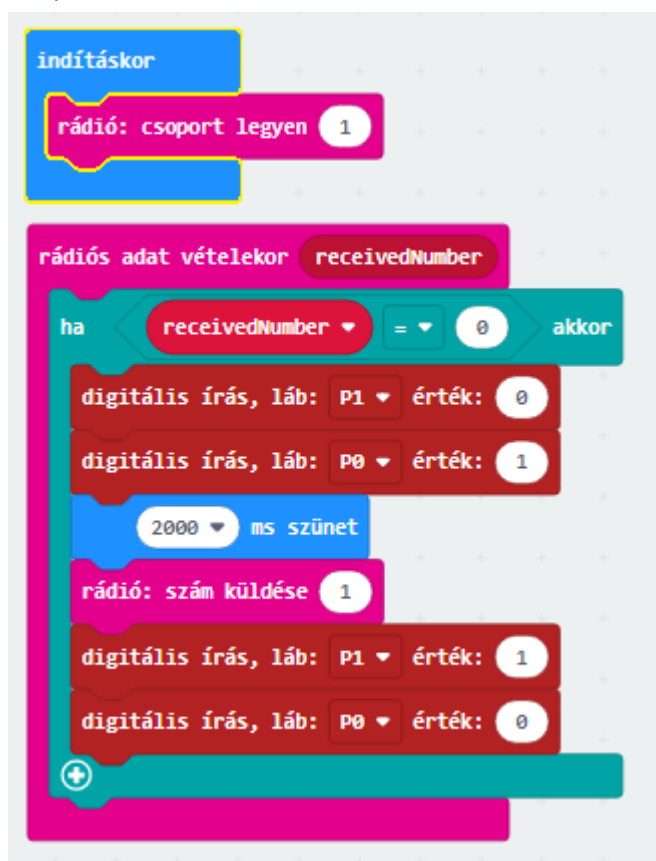 indításkor
rádió: csoport legyen 1
rádiós adat vételekor receivedNumber
ha receivedNumber = 0 akkor
digitális írás, láb: P1 érték: 0
digitális írás, láb: P0 érték: 1
2000 ms szünet
rádió: szám küldése 1
digitális írás, láb: P1 érték: 1
digitális írás, láb: P0 érték: 0